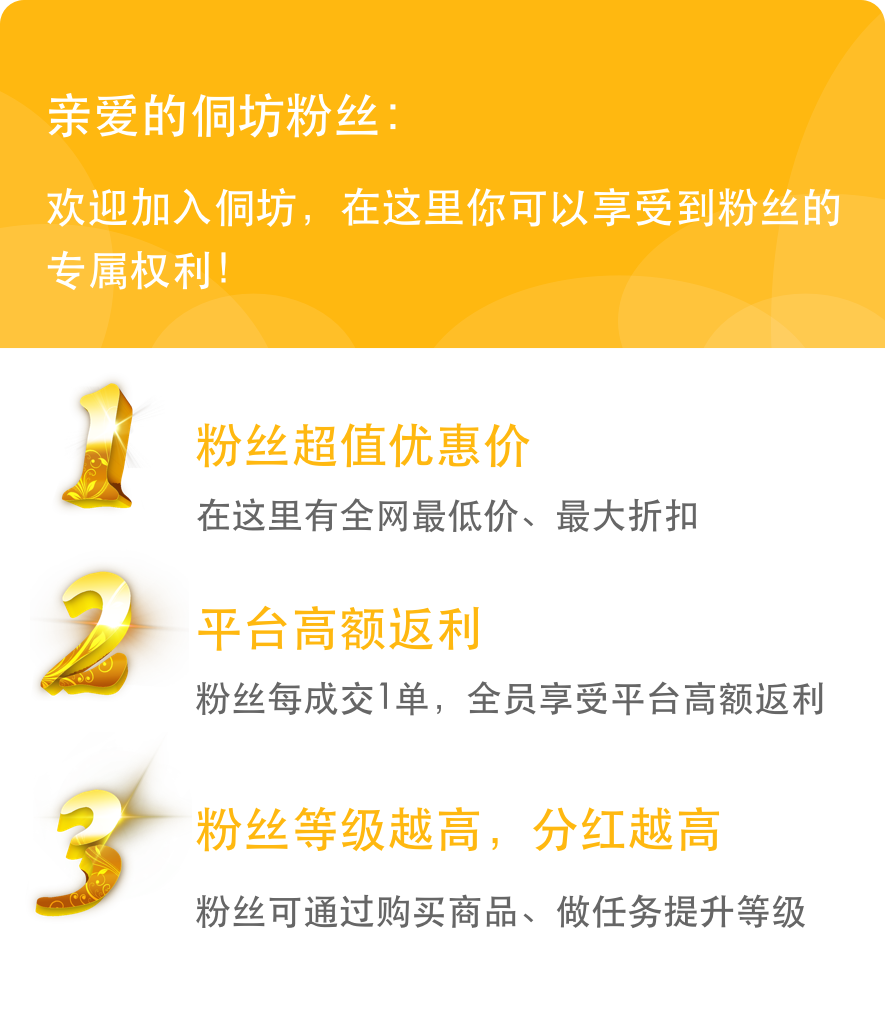 亲爱的侗坊粉丝：
欢迎加入侗坊，在这里你可以享受到粉丝的
专属权利！
1
粉丝超值优惠价
在这里有全网最低价、最大折扣
2
平台高额返利
粉丝每成交1单，全员享受平台高额返利
3
粉丝等级越高，分红越高
粉丝可通过购买商品、做任务提升等级